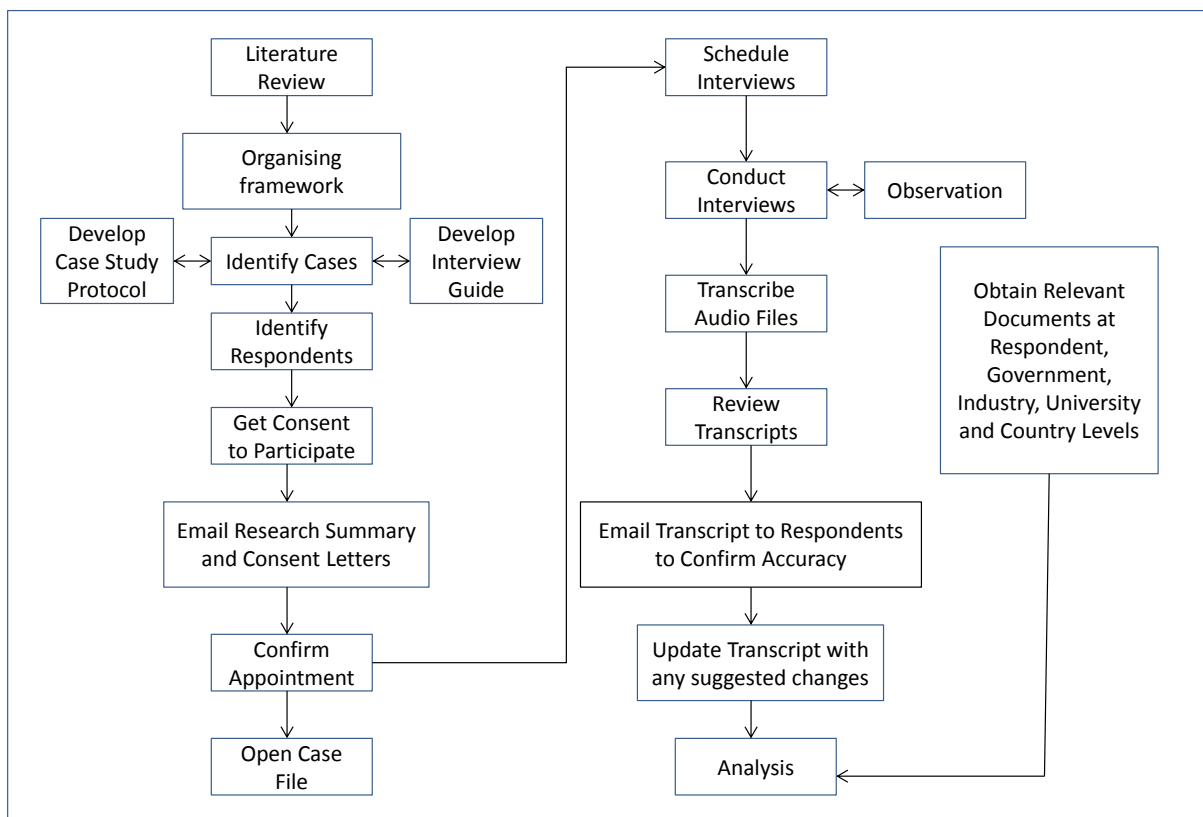 Literature
Review
Organising
framework
Develop
Case Study
Protocol
Identify Cases
Develop
Interview
Guide
Identify
Respondents
Get Consent
to Participate
Email Research Summary
and Consent Letters
Confirm
Appointment
Open Case
File
Schedule
Interviews
Conduct
Interviews
Observation
Transcribe
Audio Files
Review
Transcripts
Email Transcript to Respondents
to Confirm Accuracy
Update Transcript with
any suggested changes
Analysis
Obtain Relevant
Documents at
Respondent,
Government,
Industry, University
and Country Levels